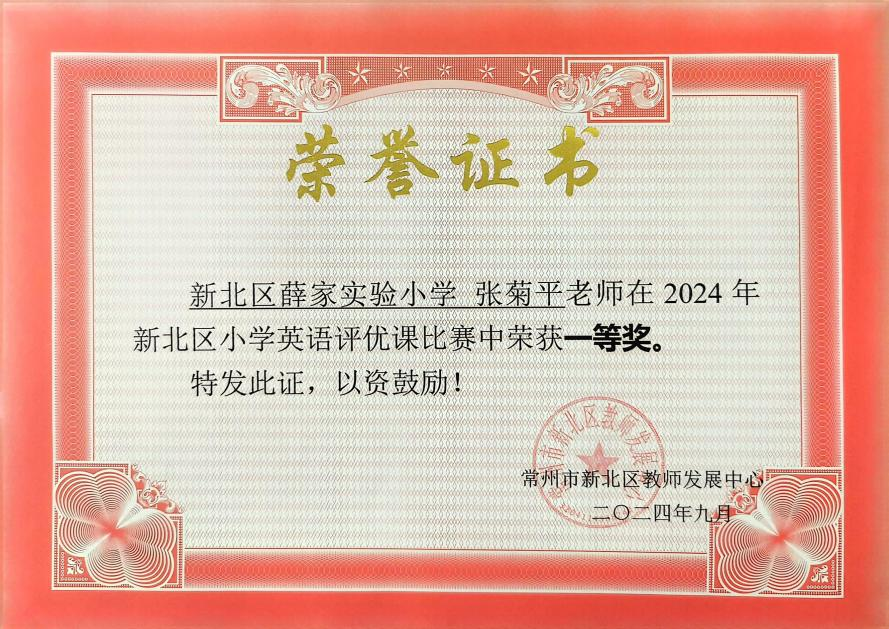 荣誉证书
新北区薛家实验小学 张菊平老师在 2024 年
新北区小学英语评优课比赛中荣获一等奖。
特发此证，以资鼓励！
常州市新北区教师发展中心
二〇二四年九月